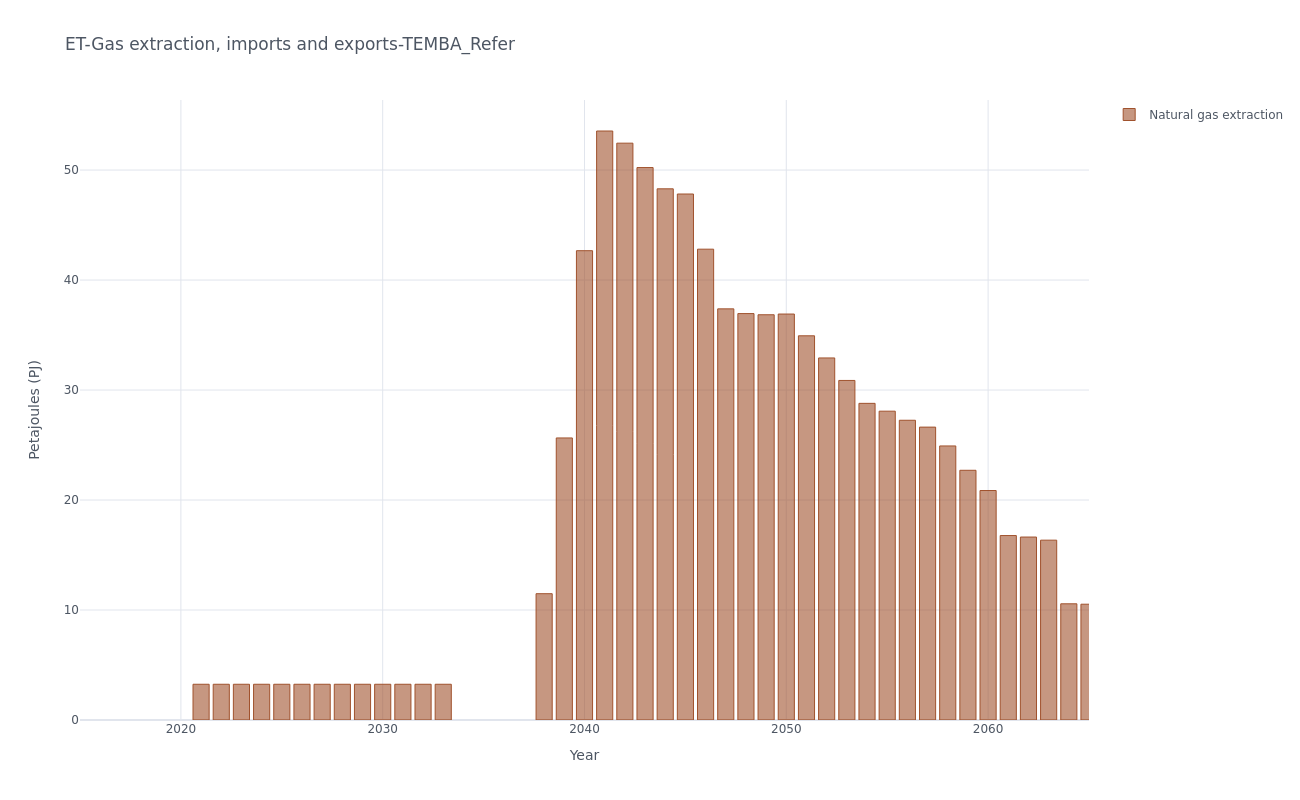 ET-Gas extraction, imports and exports-TEMBA_Refer
Natural gas extraction
50
40
30
20
10
0
Petajoules (PJ)
2020
2030
2040
2050
2060
Year